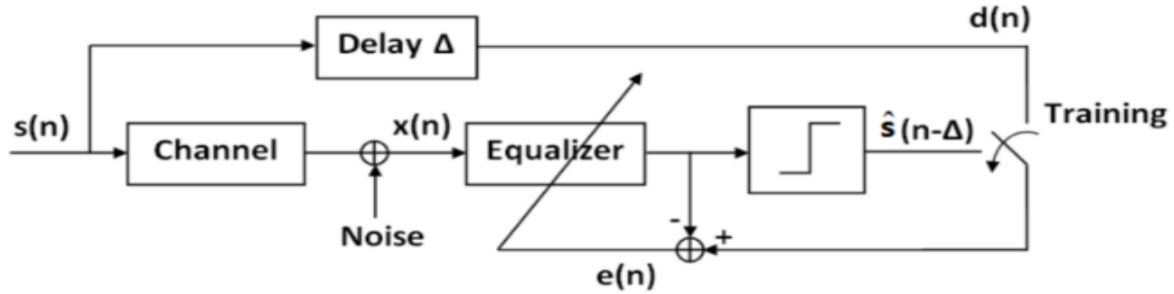 d(n)
Delay Δ
Training
s(n)
Channel
x(n)
Equalizer
ŝ (n-Δ)
Noise
-
+
e(n)